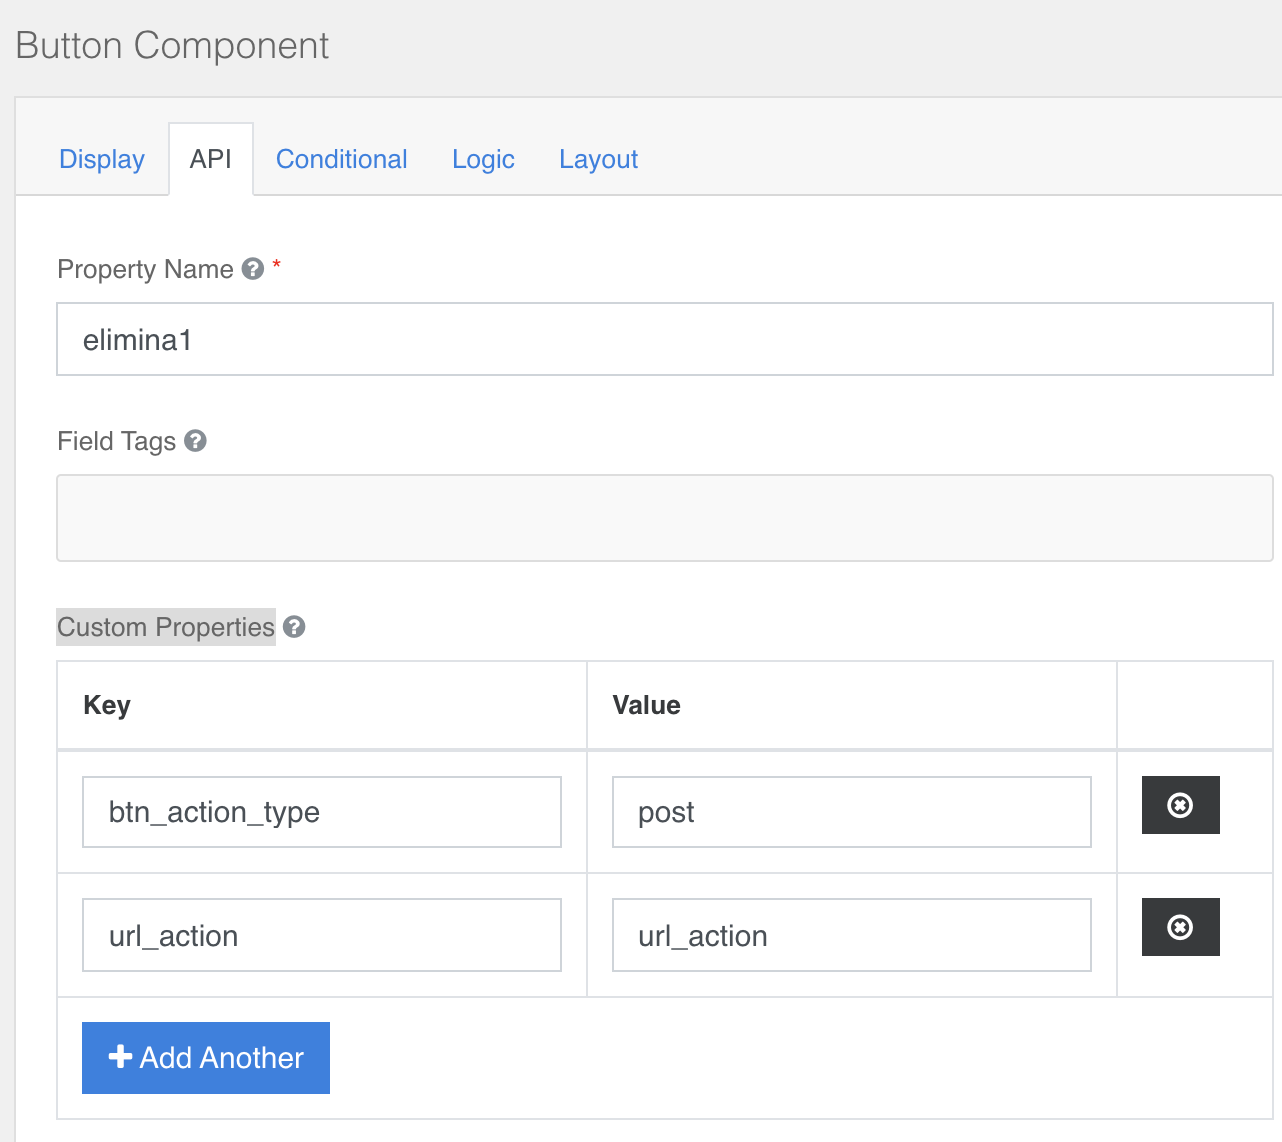 Button Component
Display API Conditional Logic Layout
Property Name *
elimina1
Field Tags
Custom Properties
Key Value
btn_action_type post
url_action url_action
Add Another